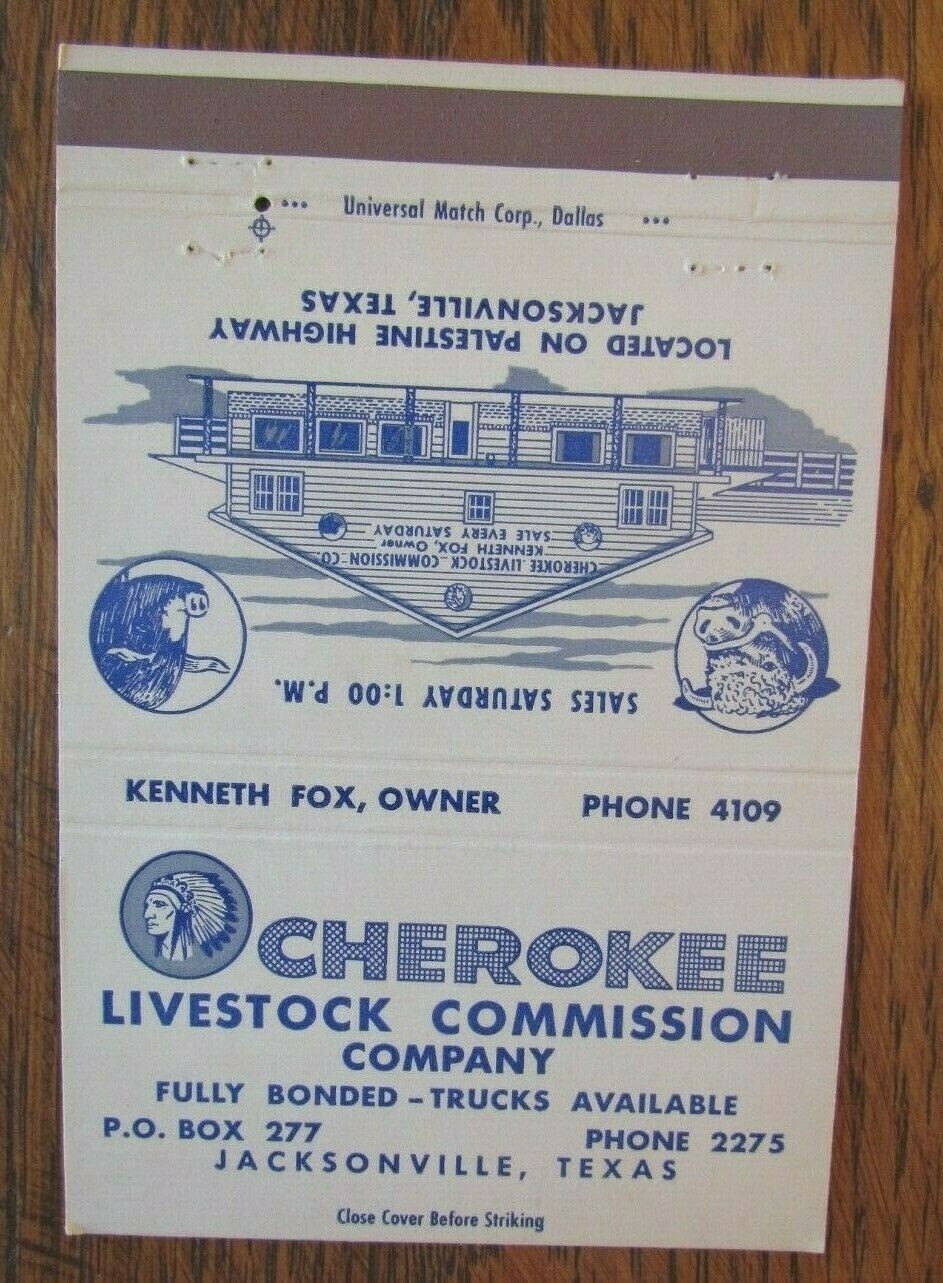 ••• Universal Match Corp., Dallas •••
SALES SATURDAY 1:00 P.M.
CHEROKEE LIVESTOCK COMMISSION CO.
KENNETH FOX, Owner
SALE EVERY SATURDAY
LOCATED ON PALESTINE HIGHWAY
JACKSONVILLE, TEXAS
KENNETH FOX, OWNER PHONE 4109
CHEROKEE
LIVESTOCK COMMISSION
COMPANY
FULLY BONDED – TRUCKS AVAILABLE
P.O. BOX 277 PHONE 2275
JACKSONVILLE, TEXAS
Close Cover Before Striking